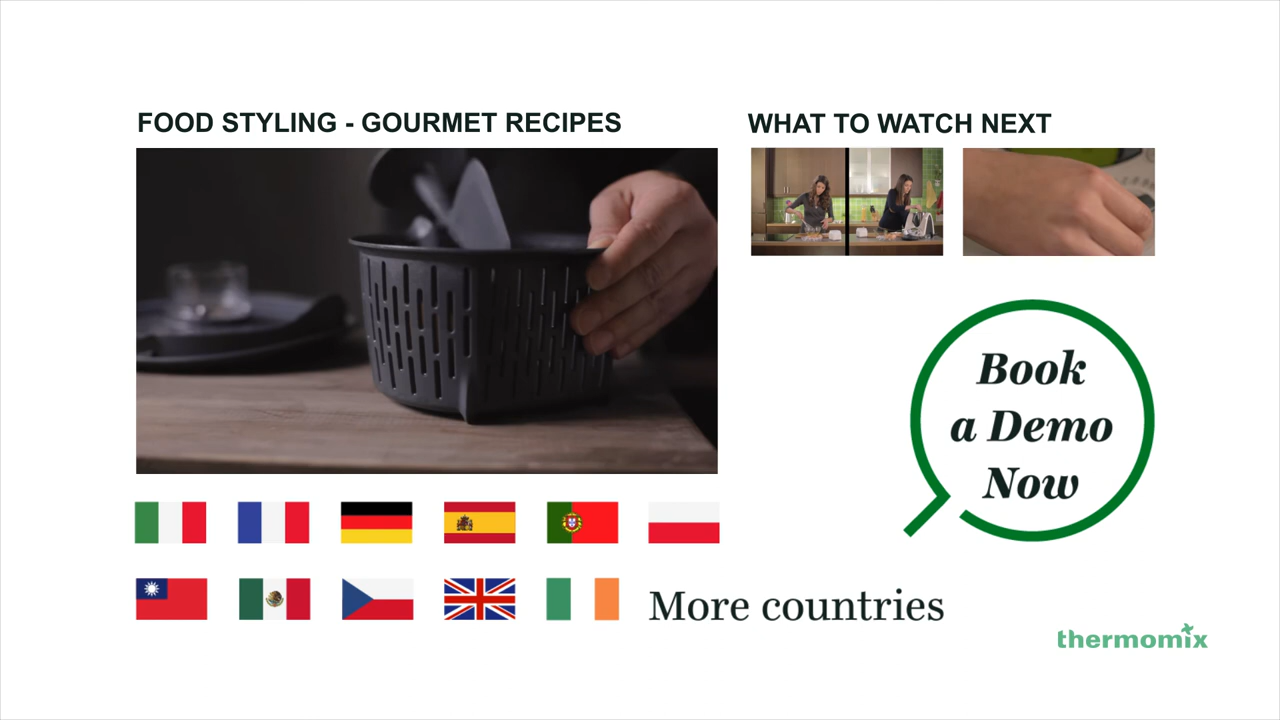 FOOD STYLING - GOURMET RECIPES
WHAT TO WATCH NEXT
Book
a Demo
Now
More countries
thermomix